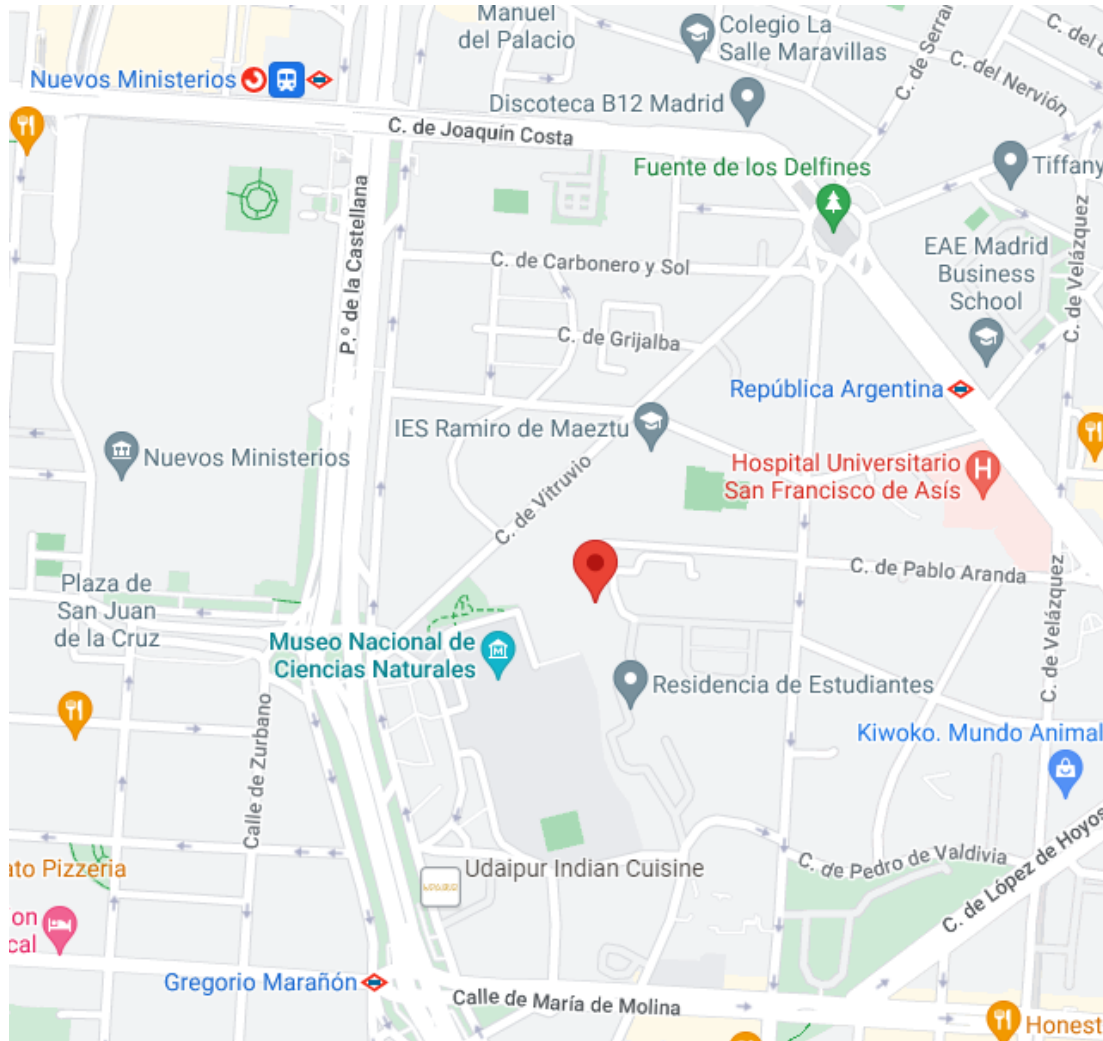 Manuel
del Palacio
Colegio La
Salle Maravillas
C. de Serran
C. del
C. del Nervión
Nuevos Ministerios
Discoteca B12 Madrid
C. de Joaquín Costa
Fuente de los Delfines
Tiffany
P.º de la Castellana
C. de Velázquez
EAE Madrid
Business
School
C. de Carbonero y Sol
C. de Grijalba
República Argentina
IES Ramiro de Maeztu
Nuevos Ministerios
Hospital Universitario
San Francisco de Asís
H
C. de Vitruvio
C. de Pablo Aranda
Plaza de
San Juan
de la Cruz
Museo Nacional de
Ciencias Naturales
M
C. de Velázquez
Residencia de Estudiantes
Calle de Zurbano
Kiwoko. Mundo Animal
ato Pizzeria
Udaipur Indian Cuisine
C. de Pedro de Valdivia
C. de López de Hoyos
on
cal
Gregorio Marañón
Calle de María de Molina
Honest